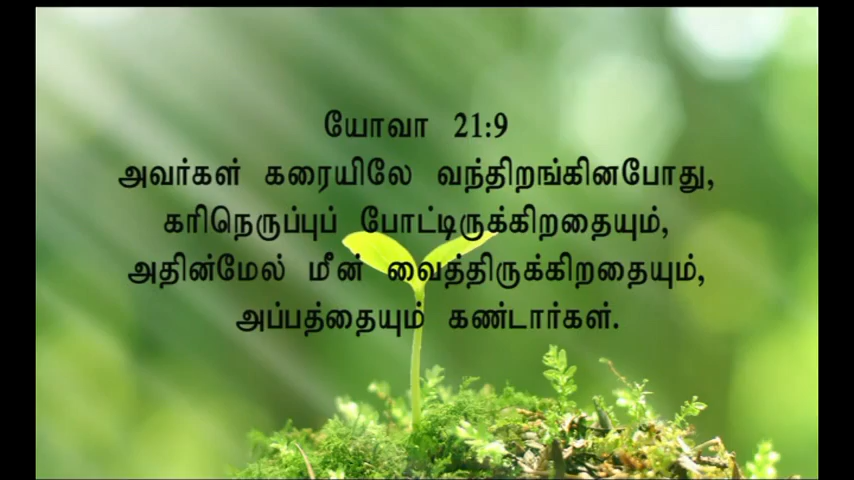 யோவா 21:9
அவர்கள் கரையிலே வந்திறங்கினபோது,
கரிநெருப்புப் போட்டிருக்கிறதையும்,
அதின்மேல் மீன் வைத்திருக்கிறதையும்,
அப்பத்தையும் கண்டார்கள்.